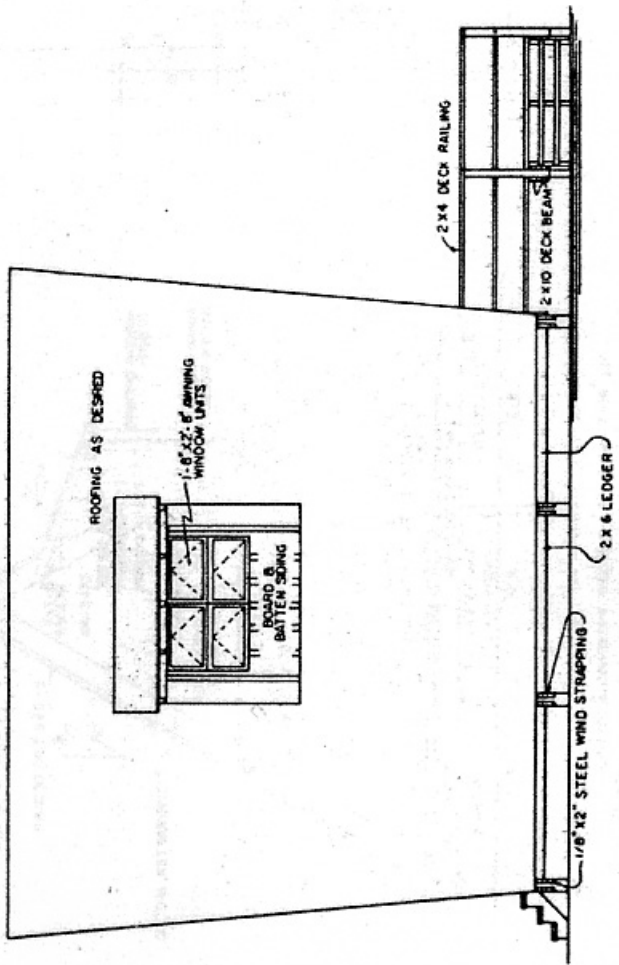 ROOFING AS DESIRED
1'-8"X2'-8" AWNING
WINDOW UNITS
BOARD &
BATTEN SIDING
2X4 DECK RAILING
2X10 DECK BEAM
2X6 LEDGER
1/8"X2" STEEL WIND STRAPPING